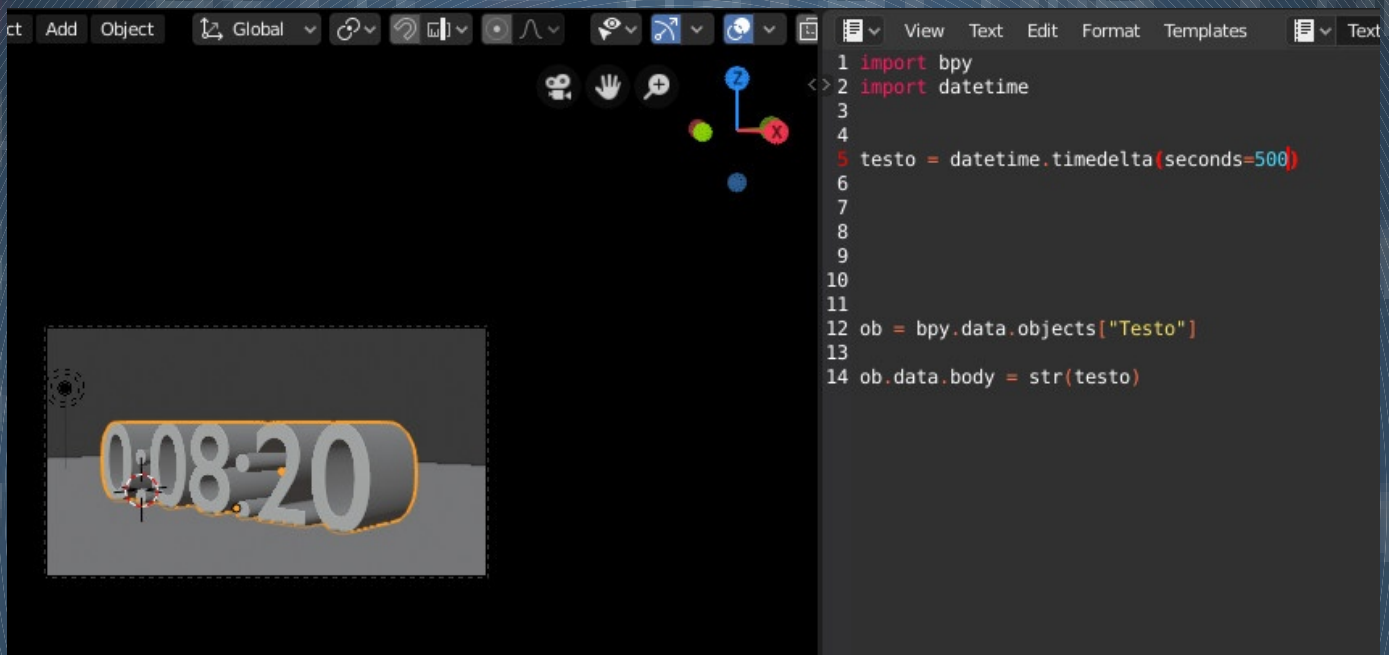 ct Add Object Global
View Text Edit Format Templates Text
Z
X
1 import bpy
2 import datetime
3
4
5 testo = datetime.timedelta(seconds=500)
6
7
8
9
10
11
12 ob = bpy.data.objects["Testo"]
13
14 ob.data.body = str(testo)
0:08:20